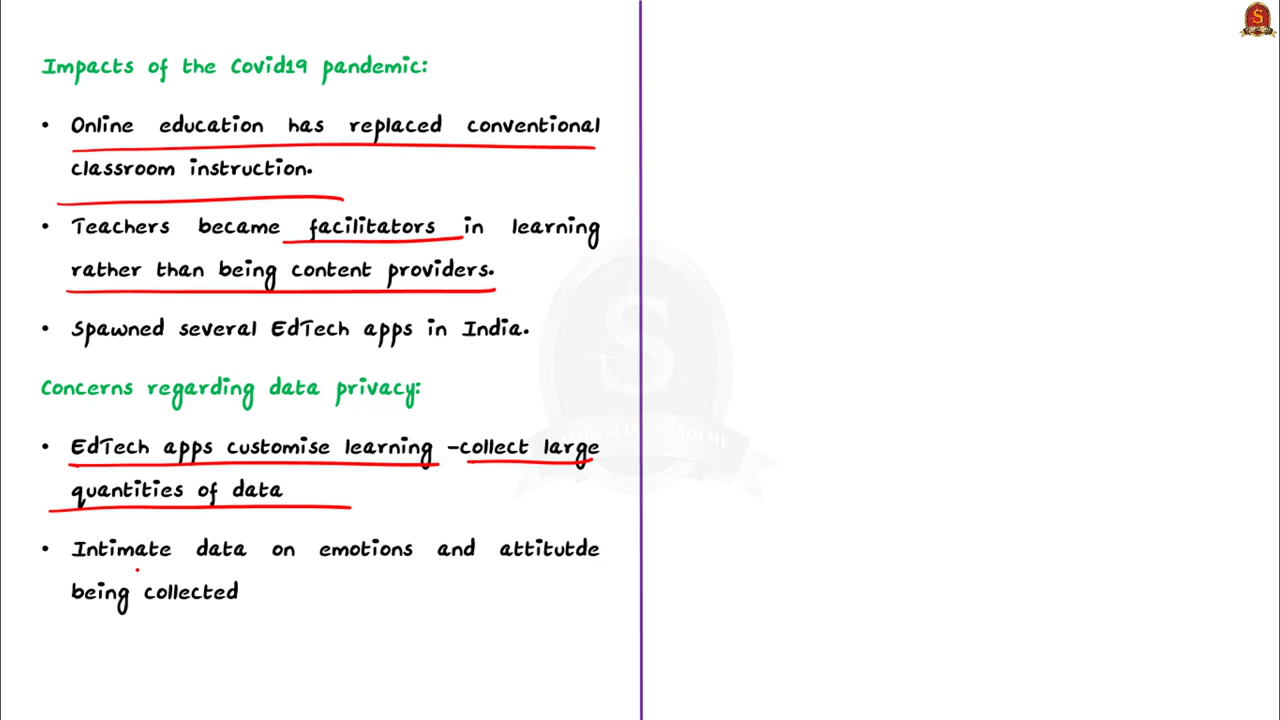 Impacts of the Covid19 pandemic:
• Online education has replaced conventional
classroom instruction.
• Teachers became facilitators in learning
rather than being content providers.
• Spawned several EdTech apps in India.
Concerns regarding data privacy:
• EdTech apps customise learning -collect large
quantities of data
• Intimate data on emotions and attitutde
being collected